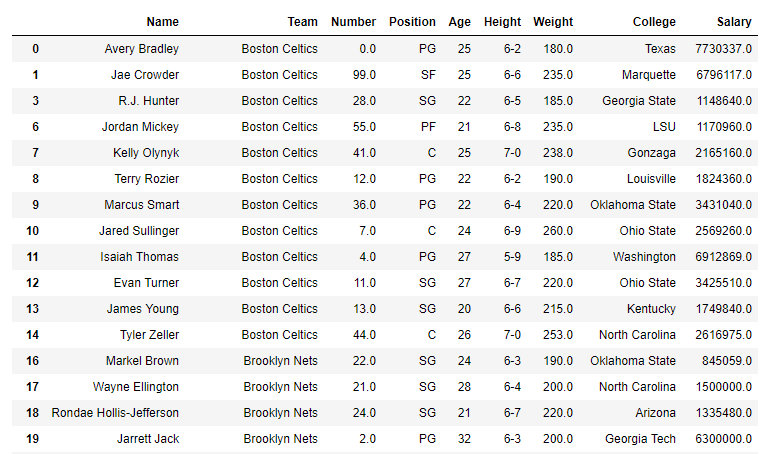 Name Team Number Position Age Height Weight College Salary
0 Avery Bradley Boston Celtics 0.0 PG 25 6-2 180.0 Texas 7730337.0
1 Jae Crowder Boston Celtics 99.0 SF 25 6-6 235.0 Marquette 6796117.0
3 R.J. Hunter Boston Celtics 28.0 SG 22 6-5 185.0 Georgia State 1148640.0
6 Jordan Mickey Boston Celtics 55.0 PF 21 6-8 235.0 LSU 1170960.0
7 Kelly Olynyk Boston Celtics 41.0 C 25 7-0 238.0 Gonzaga 2165160.0
8 Terry Rozier Boston Celtics 12.0 PG 22 6-2 190.0 Louisville 1824360.0
9 Marcus Smart Boston Celtics 36.0 PG 22 6-4 220.0 Oklahoma State 3431040.0
10 Jared Sullinger Boston Celtics 7.0 C 24 6-9 260.0 Ohio State 2569260.0
11 Isaiah Thomas Boston Celtics 4.0 PG 27 5-9 185.0 Washington 6912869.0
12 Evan Turner Boston Celtics 11.0 SG 27 6-7 220.0 Ohio State 3425510.0
13 James Young Boston Celtics 13.0 SG 20 6-6 215.0 Kentucky 1749840.0
14 Tyler Zeller Boston Celtics 44.0 C 26 7-0 253.0 North Carolina 2616975.0
16 Markel Brown Brooklyn Nets 22.0 SG 24 6-3 190.0 Oklahoma State 845059.0
17 Wayne Ellington Brooklyn Nets 21.0 SG 28 6-4 200.0 North Carolina 1500000.0
18 Rondae Hollis-Jefferson Brooklyn Nets 24.0 SG 21 6-7 220.0 Arizona 1335480.0
19 Jarrett Jack Brooklyn Nets 2.0 PG 32 6-3 200.0 Georgia Tech 6300000.0